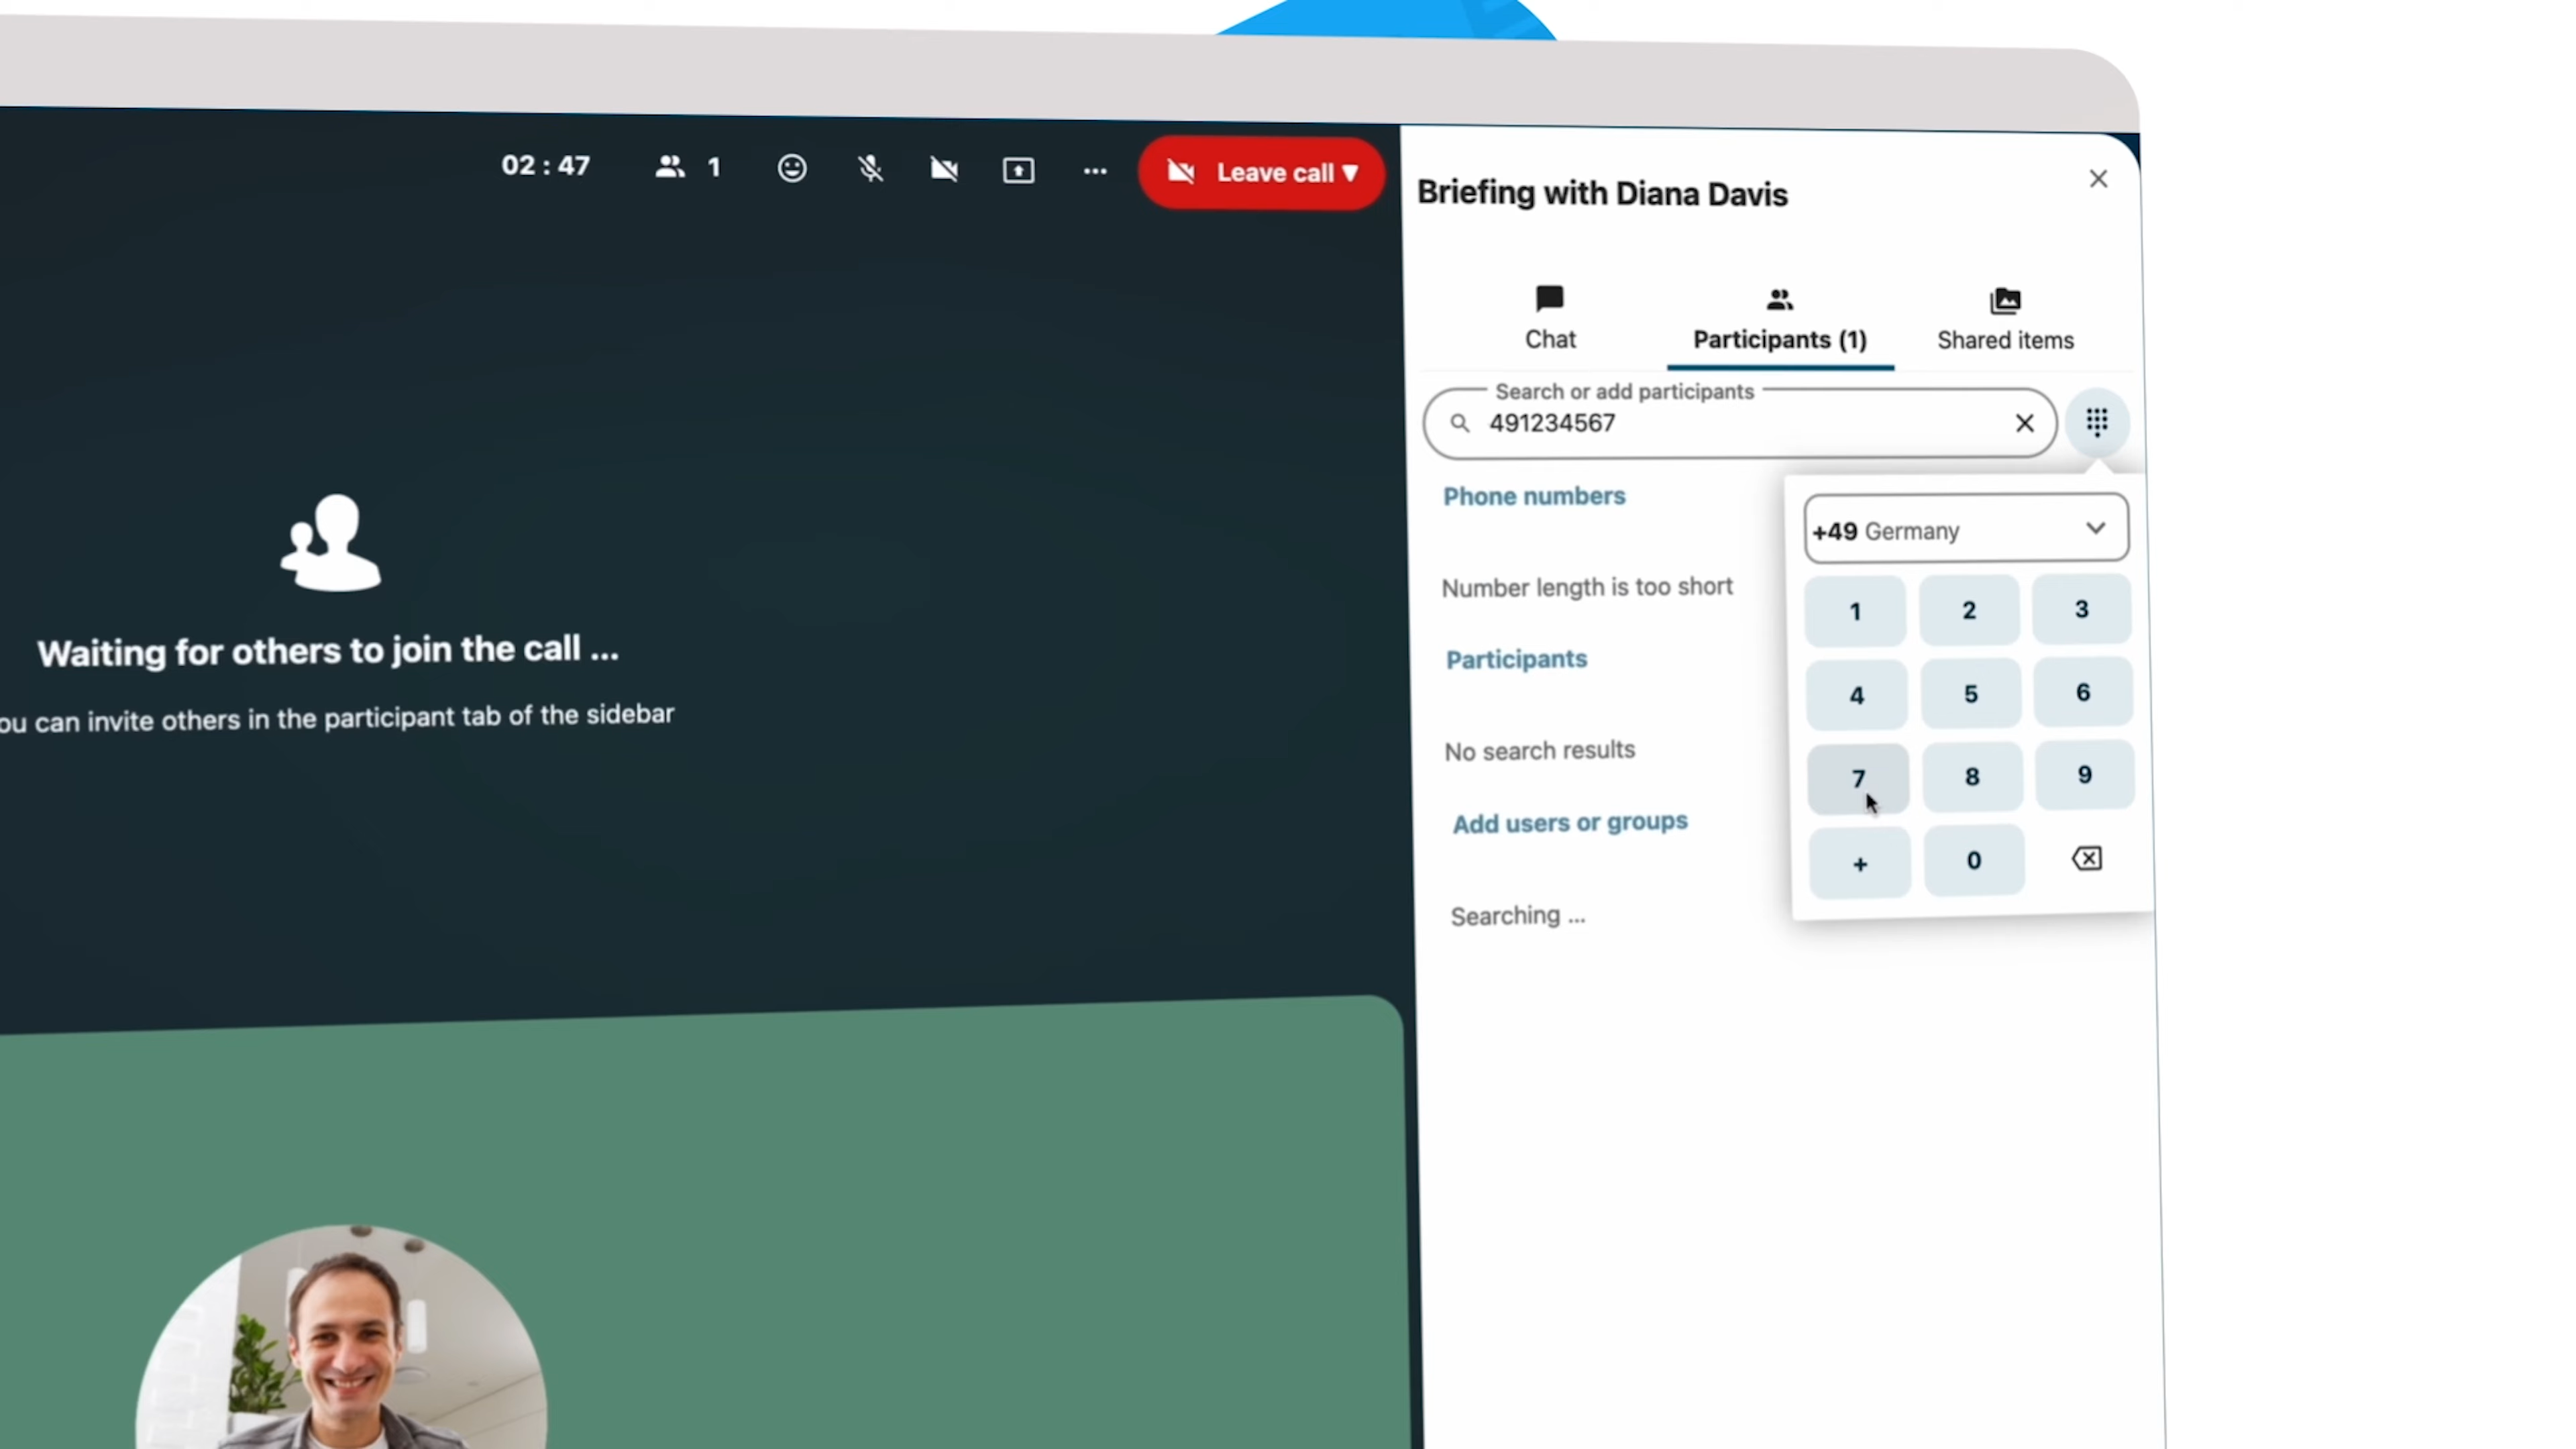 02 : 47 1 Leave call
Waiting for others to join the call ...
ou can invite others in the participant tab of the sidebar
Briefing with Diana Davis
Chat Participants (1) Shared items
Search or add participants
491234567
Phone numbers
Number length is too short
Participants
No search results
Add users or groups
Searching ...
+49 Germany
1 2 3
4 5 6
7 8 9
+ 0